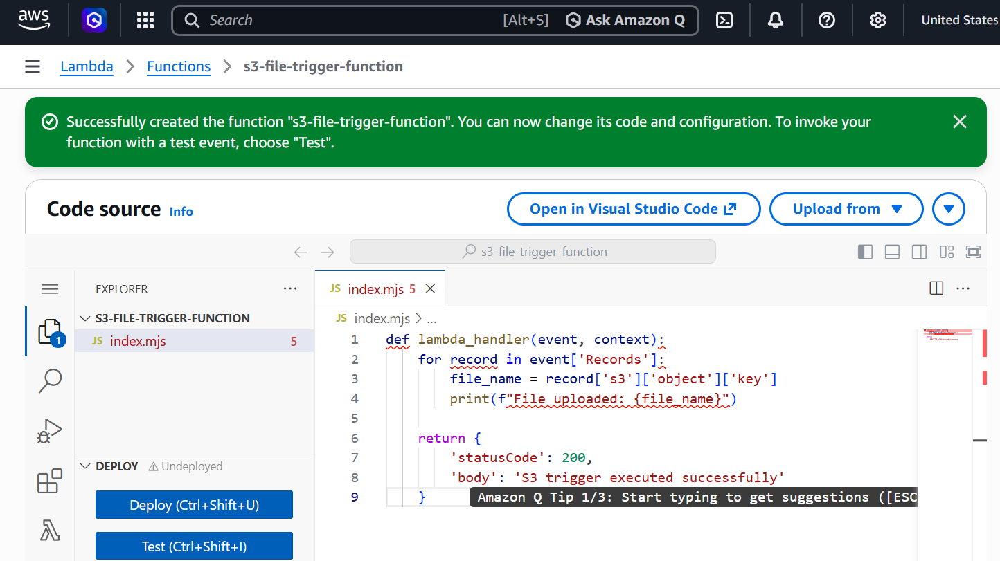 aws
Search [Alt+S] Ask Amazon Q United States
Lambda Functions s3-file-trigger-function
Successfully created the function "s3-file-trigger-function". You can now change its code and configuration. To invoke your
function with a test event, choose "Test".
Code source Info Open in Visual Studio Code Upload from
s3-file-trigger-function
EXPLORER ···
S3-FILE-TRIGGER-FUNCTION
JS index.mjs 5
1
DEPLOY Undeployed
Deploy (Ctrl+Shift+U)
Test (Ctrl+Shift+I)
JS index.mjs 5 ···
JS index.mjs > ...
1 def lambda_handler(event, context):
2 for record in event['Records']:
3 file_name = record['s3']['object']['key']
4 print(f"File uploaded: {file_name}")
5
6 return {
7 'statusCode': 200,
8 'body': 'S3 trigger executed successfully'
9 } Amazon Q Tip 1/3: Start typing to get suggestions ([ESC